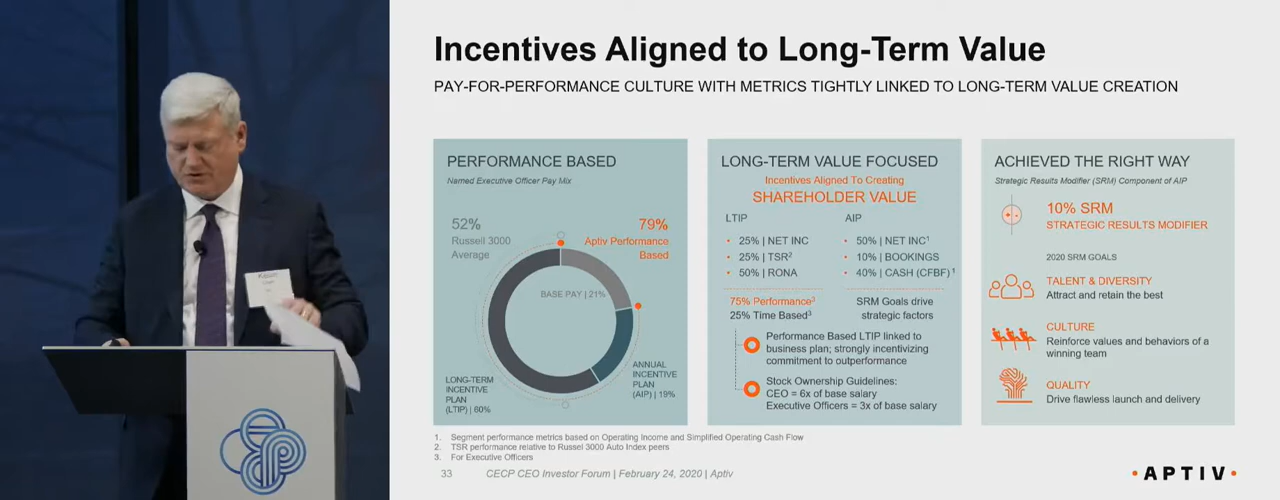 Incentives Aligned to Long-Term Value
PAY-FOR-PERFORMANCE CULTURE WITH METRICS TIGHTLY LINKED TO LONG-TERM VALUE CREATION
PERFORMANCE BASED
Named Executive Officer Pay Mix
52%
Russell 3000
Average
79%
Aptiv Performance
Based
BASE PAY | 21%
ANNUAL
INCENTIVE
PLAN
(AIP) | 19%
LONG-TERM
INCENTIVE
PLAN
(LTIP) | 60%
LONG-TERM VALUE FOCUSED
Incentives Aligned To Creating
SHAREHOLDER VALUE
LTIP
• 25% | NET INC
• 25% | TSR²
• 50% | RONA
AIP
• 50% | NET INC¹
• 10% | BOOKINGS
• 40% | CASH (CFBF)¹
75% Performance³
25% Time Based³
SRM Goals drive
strategic factors
Performance Based LTIP linked to
business plan; strongly incentivizing
commitment to outperformance
Stock Ownership Guidelines:
CEO = 6x of base salary
Executive Officers = 3x of base salary
ACHIEVED THE RIGHT WAY
Strategic Results Modifier (SRM) Component of AIP
10% SRM
STRATEGIC RESULTS MODIFIER
2020 SRM GOALS
TALENT & DIVERSITY
Attract and retain the best
CULTURE
Reinforce values and behaviors of a
winning team
QUALITY
Drive flawless launch and delivery
1. Segment performance metrics based on Operating Income and Simplified Operating Cash Flow
2. TSR performance relative to Russel 3000 Auto Index peers
3. For Executive Officers
33 CECP CEO Investor Forum | February 24, 2020 | Aptiv
• APTIV •